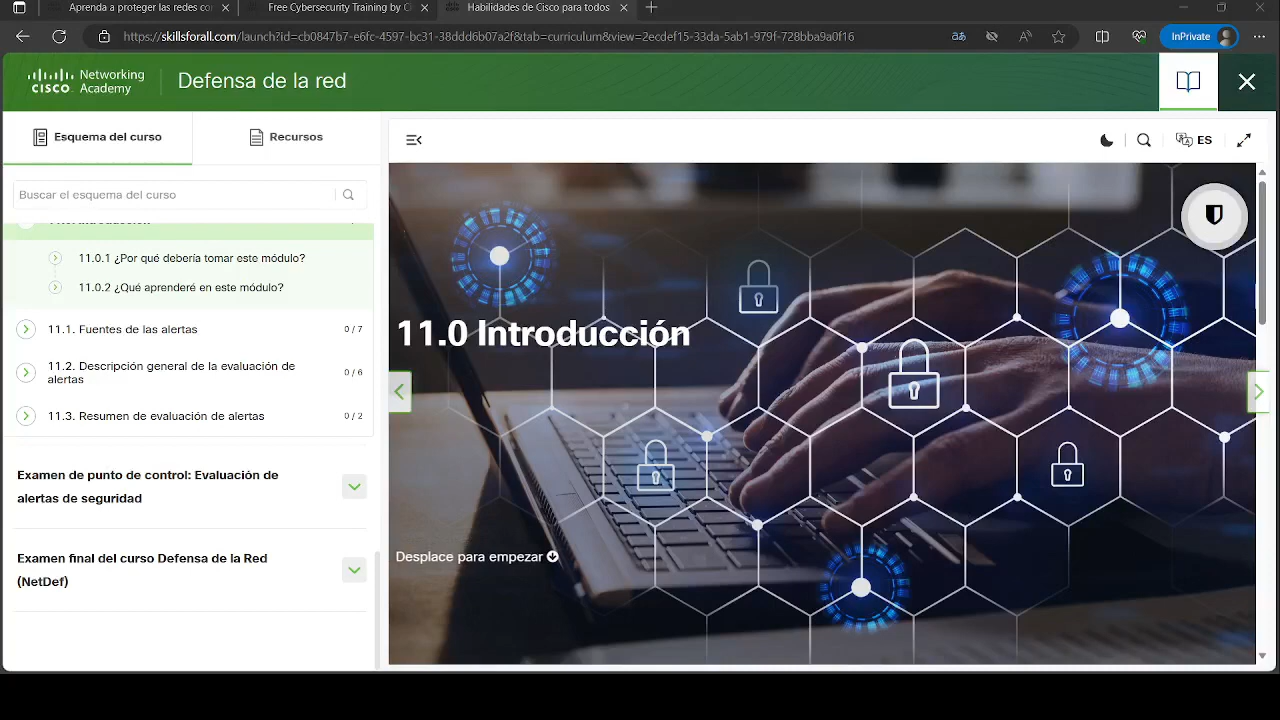 Aprenda a proteger las redes co
Free Cybersecurity Training by C
Habilidades de Cisco para todos
https://skillsforall.com/launch?id=cb0847b7-e6fc-4597-bc31-38ddd6b07a2f&tab=curriculum&view=2ecdef15-33da-5ab1-979f-728bba9a0f16
InPrivate
cisco Networking Academy
Defensa de la red
Esquema del curso
Recursos
ES
Buscar el esquema del curso
11.0.1 ¿Por qué debería tomar este módulo?
11.0.2 ¿Qué aprenderé en este módulo?
11.1. Fuentes de las alertas
0 / 7
11.2. Descripción general de la evaluación de
alertas
0 / 6
11.3. Resumen de evaluación de alertas
0 / 2
Examen de punto de control: Evaluación de
alertas de seguridad
Examen final del curso Defensa de la Red
(NetDef)
11.0 Introducción
Desplace para empezar